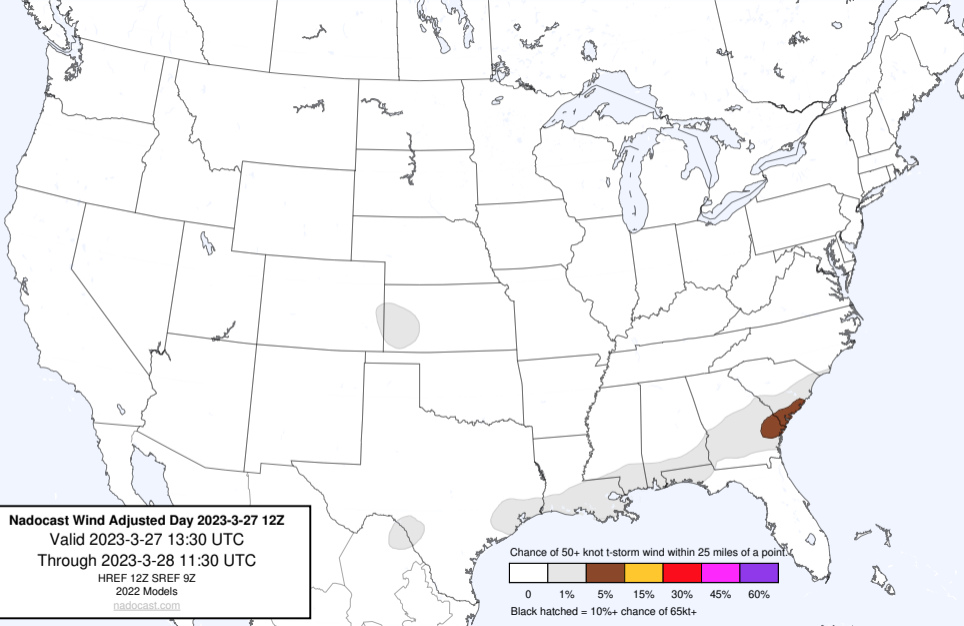 Nadocast Wind Adjusted Day 2023-3-27 12Z
Valid 2023-3-27 13:30 UTC
Through 2023-3-28 11:30 UTC
HREF 12Z SREF 9Z
2022 Models
nadocast.com
Chance of 50+ knot t-storm wind within 25 miles of a point.
0 1% 5% 15% 30% 45% 60%
Black hatched = 10%+ chance of 65kt+